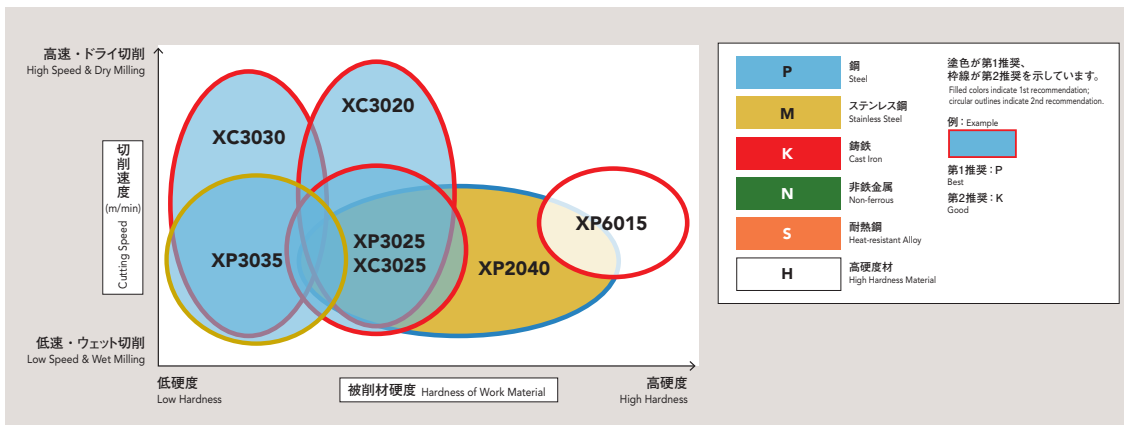 高速・ドライ切削
High Speed & Dry Milling
切削速度
(m/min)
Cutting Speed
低速・ウェット切削
Low Speed & Wet Milling
XC3030
XC3020
XP3035
XP3025
XC3025
XP2040
XP6015
低硬度
Low Hardness
被削材硬度 Hardness of Work Material
高硬度
High Hardness
P
鋼
Steel
M
ステンレス鋼
Stainless Steel
K
鋳鉄
Cast Iron
N
非鉄金属
Non-ferrous
S
耐熱鋼
Heat-resistant Alloy
H
高硬度材
High Hardness Material
塗色が第1推奨、
枠線が第2推奨を示しています。
Filled colors indicate 1st recommendation;
circular outlines indicate 2nd recommendation.
例：Example
第1推奨：P
Best
第2推奨：K
Good